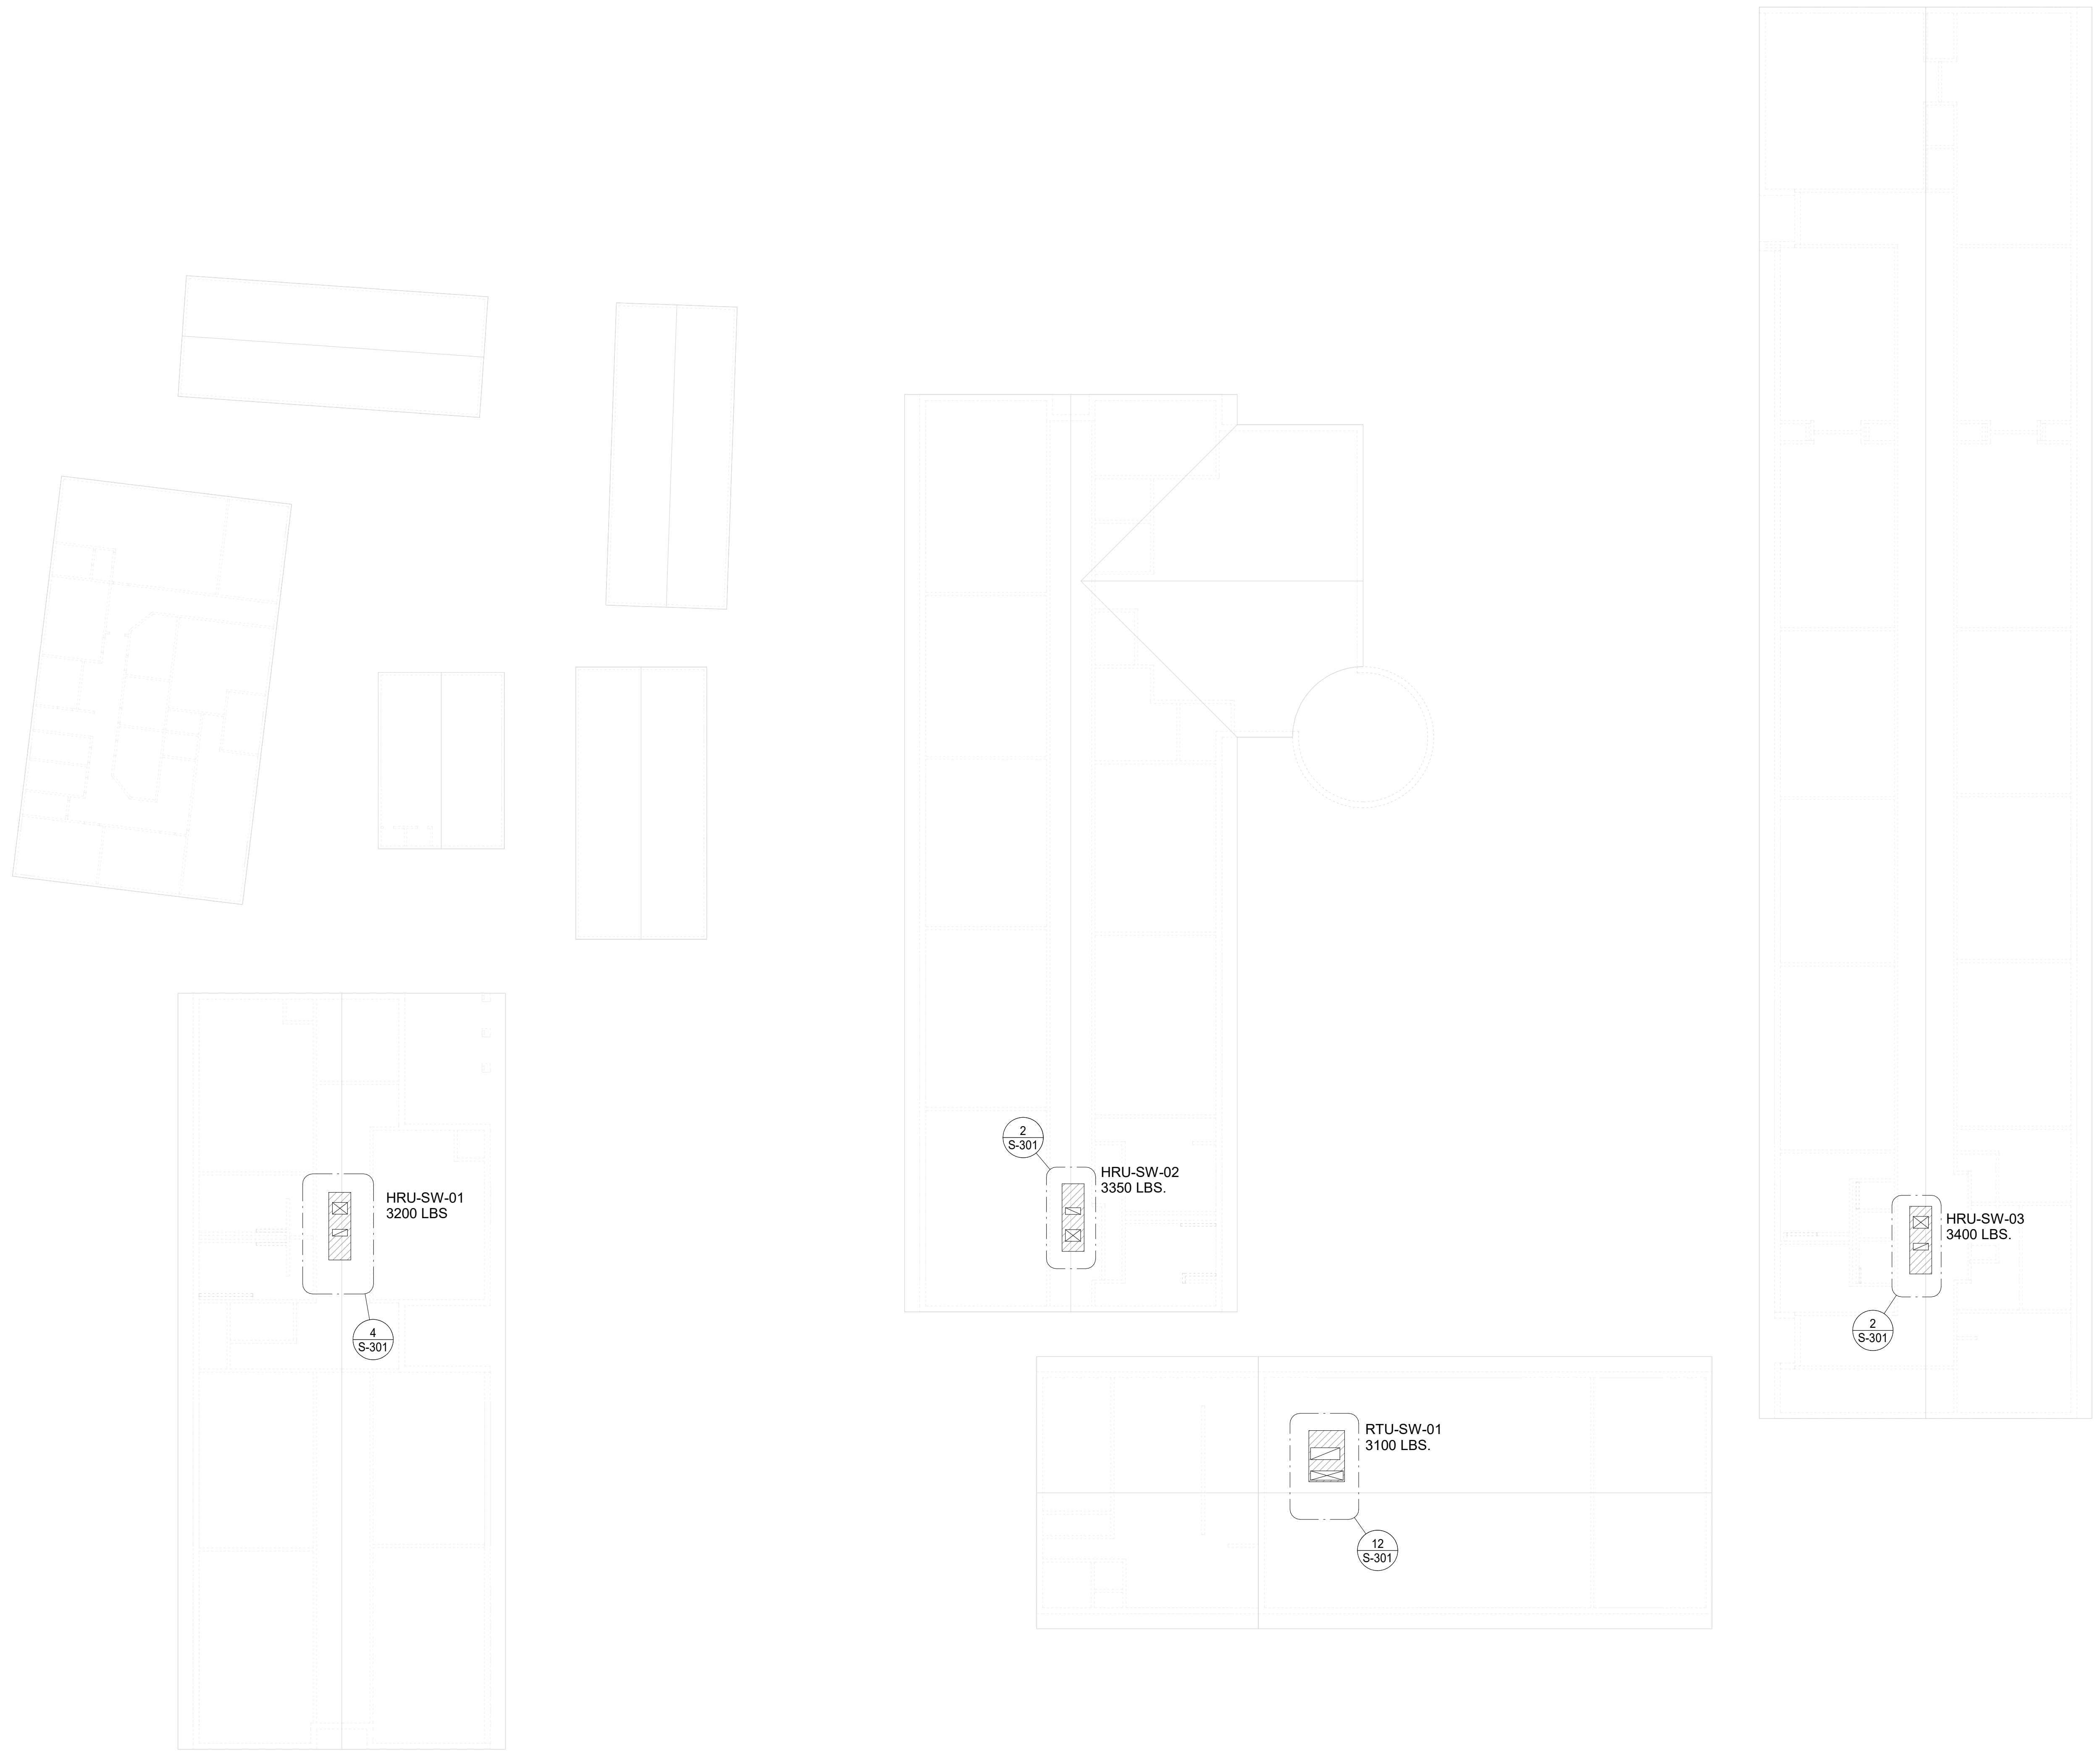 2
S-301
HRU-SW-02
3350 LBS.
HRU-SW-01
3200 LBS
HRU-SW-03
3400 LBS.
4
S-301
2
S-301
RTU-SW-01
3100 LBS.
12
S-301